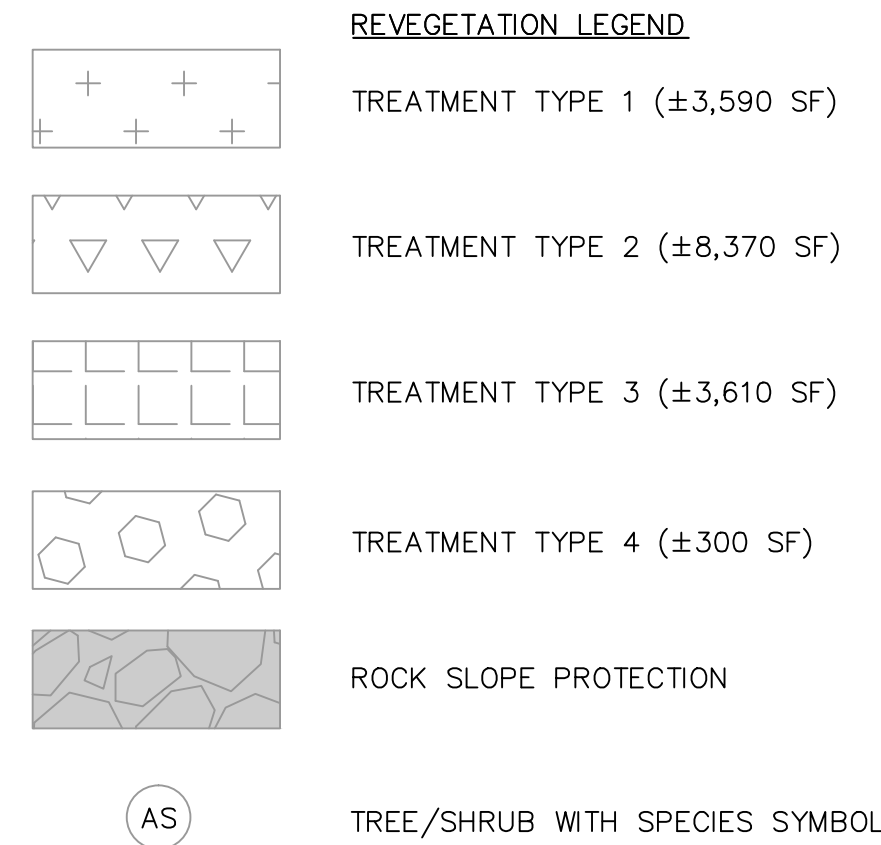 REVEGETATION LEGEND
TREATMENT TYPE 1 (±3,590 SF)
TREATMENT TYPE 2 (±8,370 SF)
TREATMENT TYPE 3 (±3,610 SF)
TREATMENT TYPE 4 (±300 SF)
ROCK SLOPE PROTECTION
AS TREE/SHRUB WITH SPECIES SYMBOL